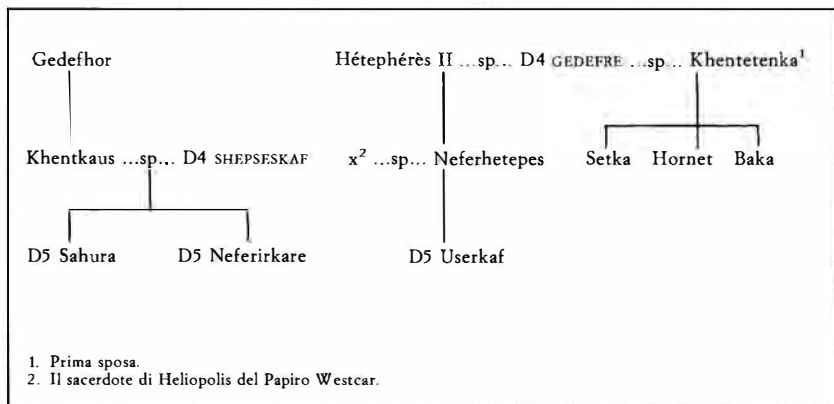 Gedefhor Hétephérès II ...sp... D4 GEDEFRE ...sp... Khentetenka¹
Khentkaus ...sp... D4 SHEPSESKAF x² ...sp... Neferhetepes Setka Hornet Baka
D5 Sahura D5 Neferirkare D5 Userkaf
1. Prima sposa.
2. Il sacerdote di Heliopolis del Papiro Westcar.